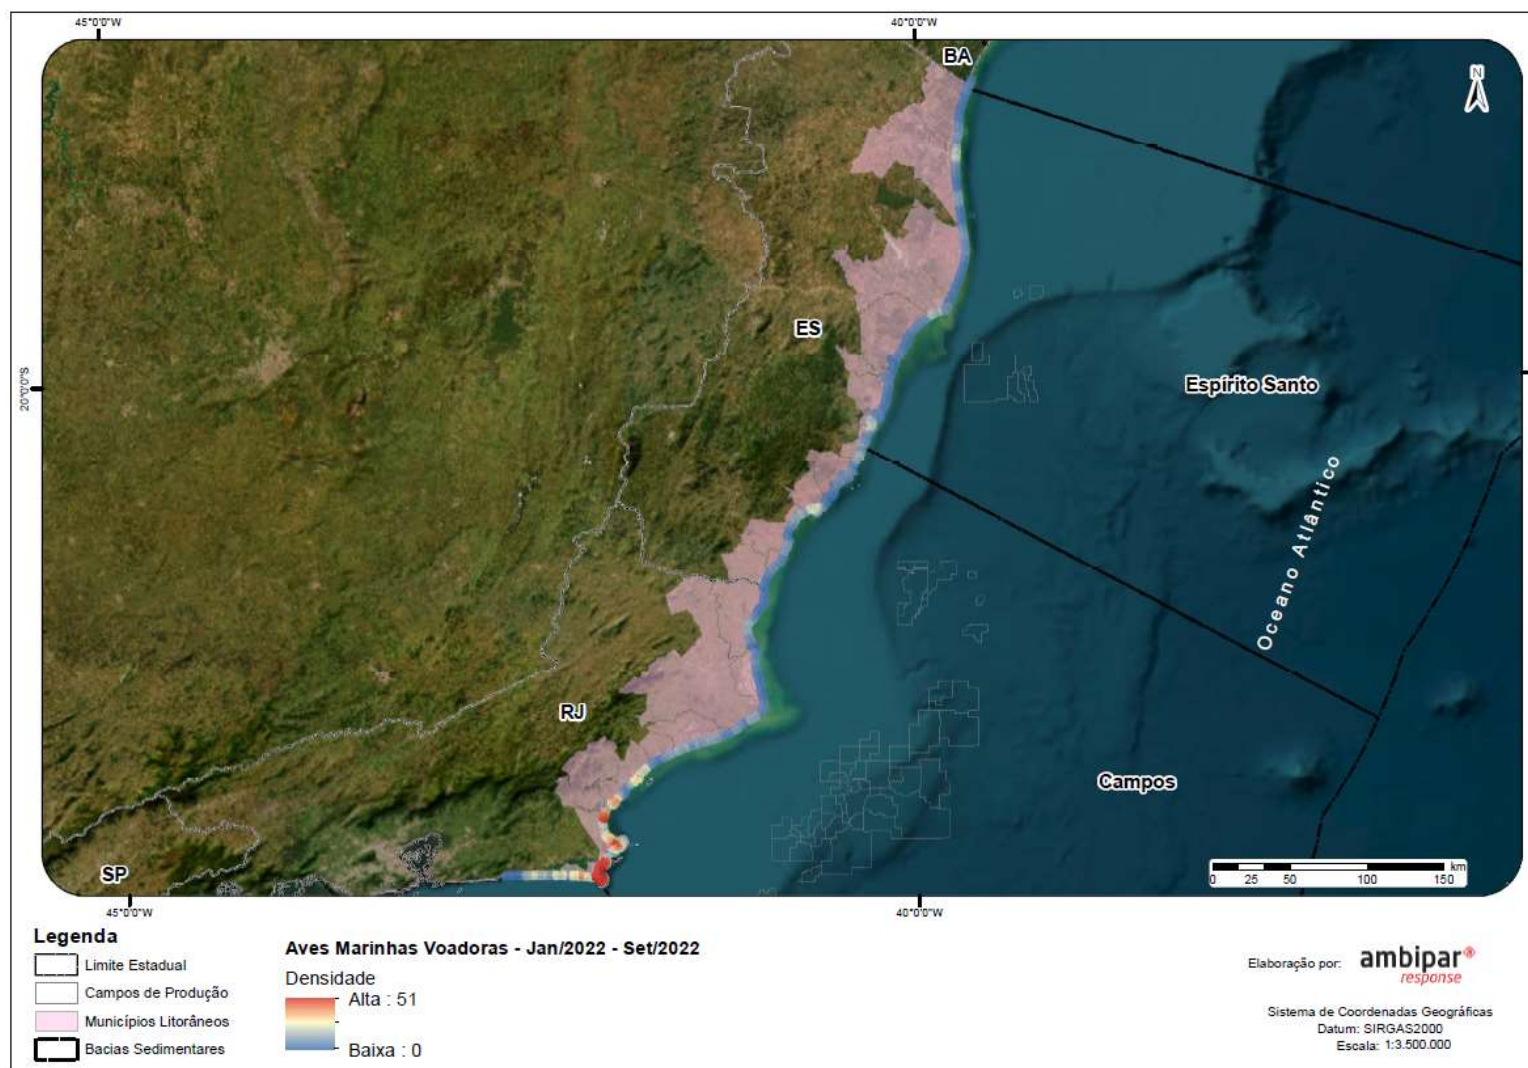 45°0'0"W
40°0'0"W
BA
N
ES
20°0'0"S
Espírito Santo
Oceano Atlântico
RJ
Campos
SP
km
0 25 50 100 150
45°0'0"W
40°0'0"W
Legenda
Limite Estadual
Campos de Produção
Municípios Litorâneos
Bacias Sedimentares
Aves Marinhas Voadoras - Jan/2022 - Set/2022
Densidade
Alta : 51
Baixa : 0
Elaboração por:
ambipar
response
Sistema de Coordenadas Geográficas
Datum: SIRGAS2000
Escala: 1:3.500.000